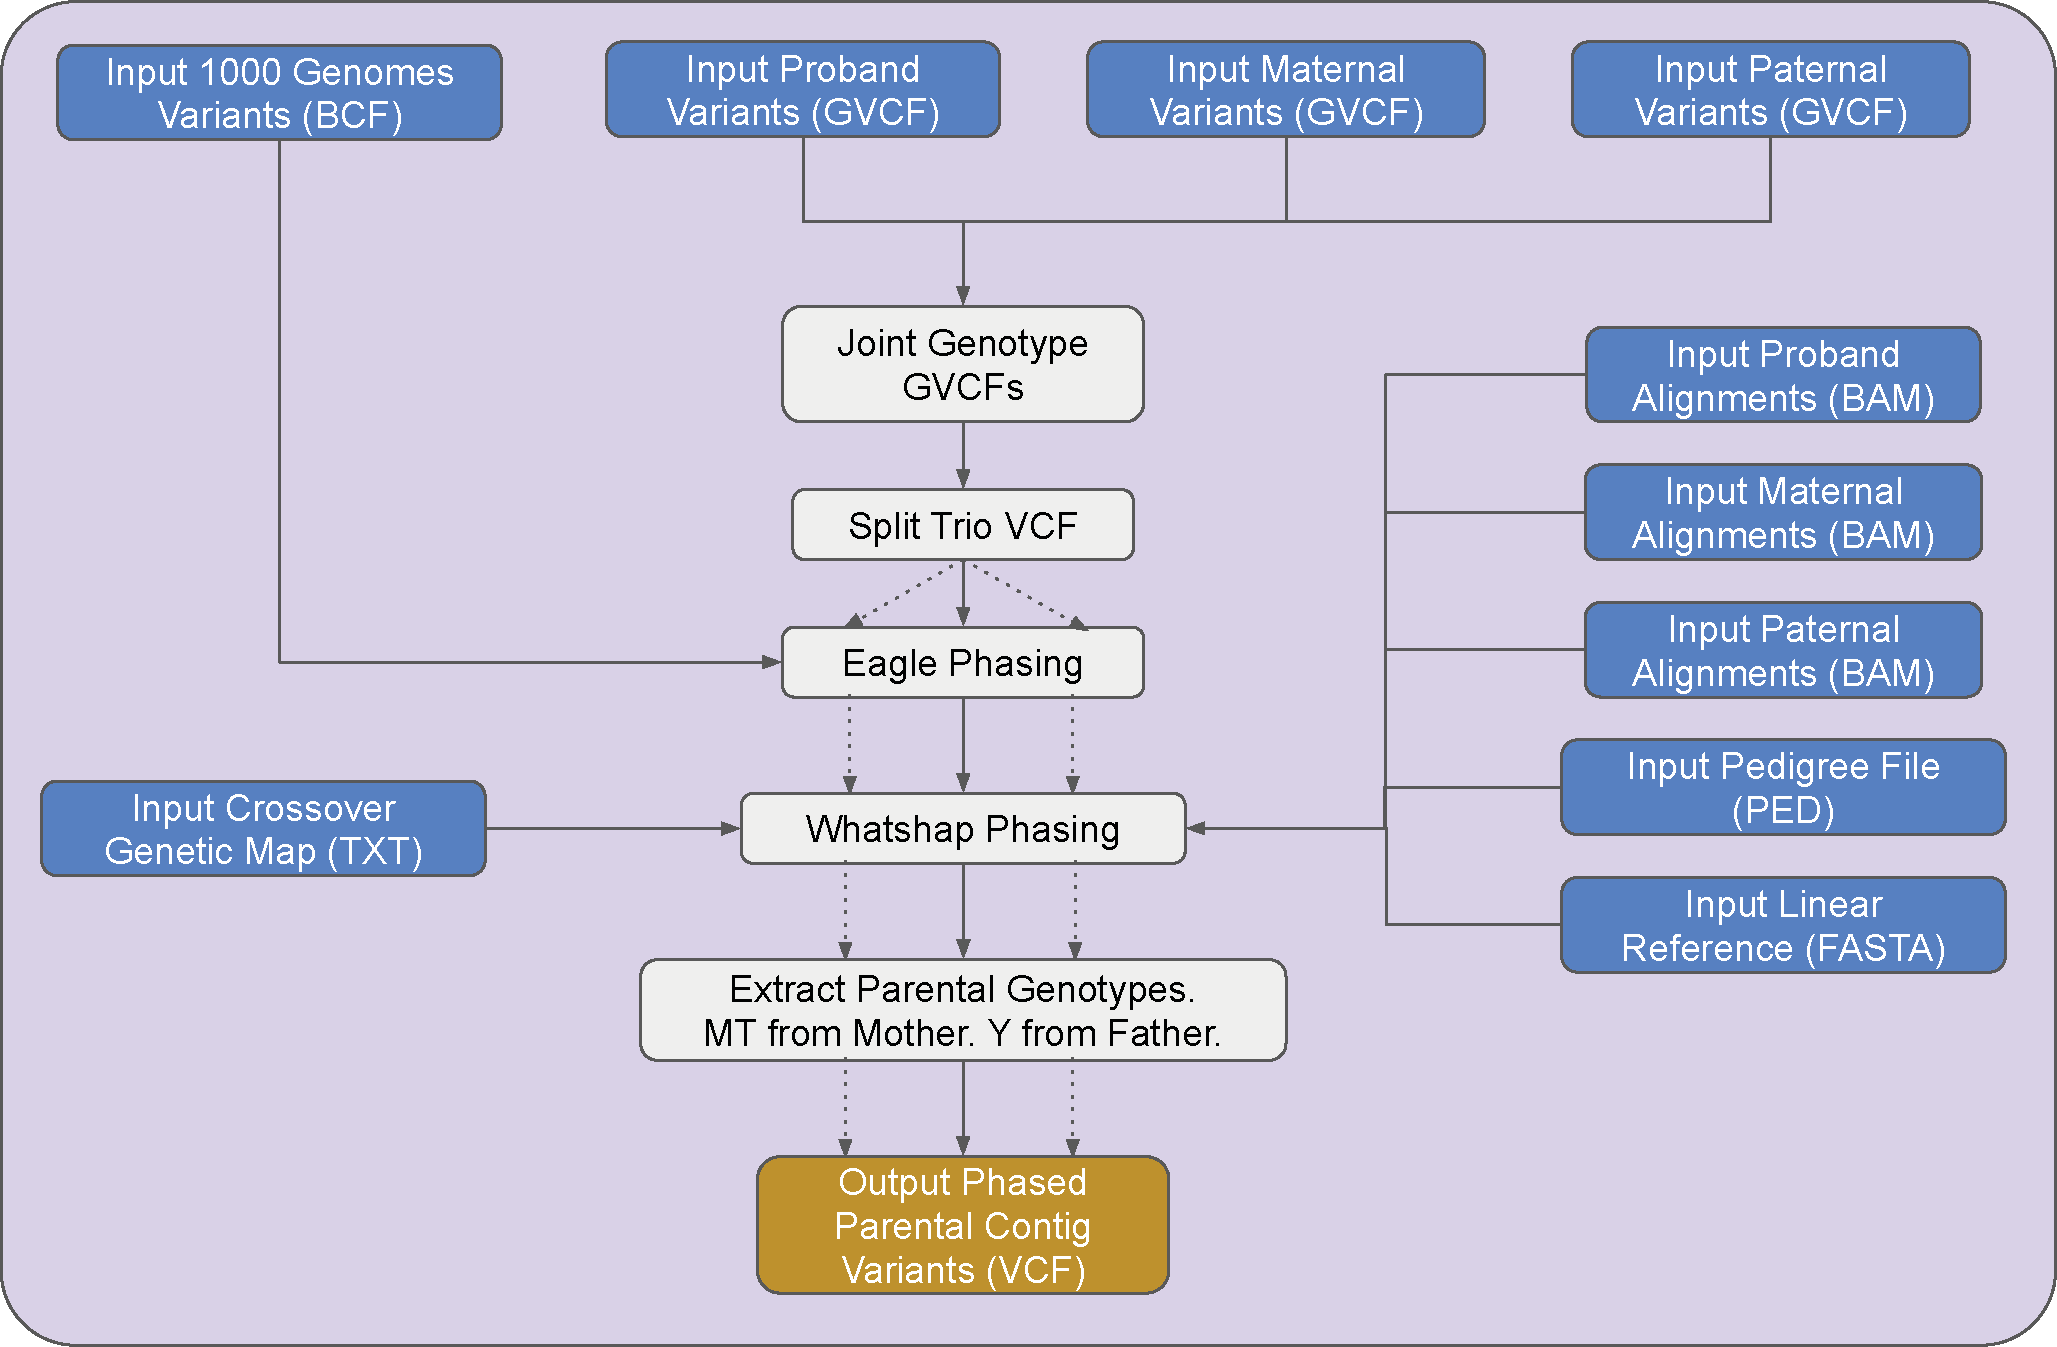 Input 1000 Genomes
Variants (BCF)
Input Proband
Variants (GVCF)
Input Maternal
Variants (GVCF)
Input Paternal
Variants (GVCF)
Joint Genotype
GVCFs
Input Proband
Alignments (BAM)
Input Maternal
Alignments (BAM)
Split Trio VCF
Input Paternal
Alignments (BAM)
Eagle Phasing
Input Pedigree File
(PED)
Input Crossover
Genetic Map (TXT)
Whatshap Phasing
Input Linear
Reference (FASTA)
Extract Parental Genotypes.
MT from Mother. Y from Father.
Output Phased
Parental Contig
Variants (VCF)